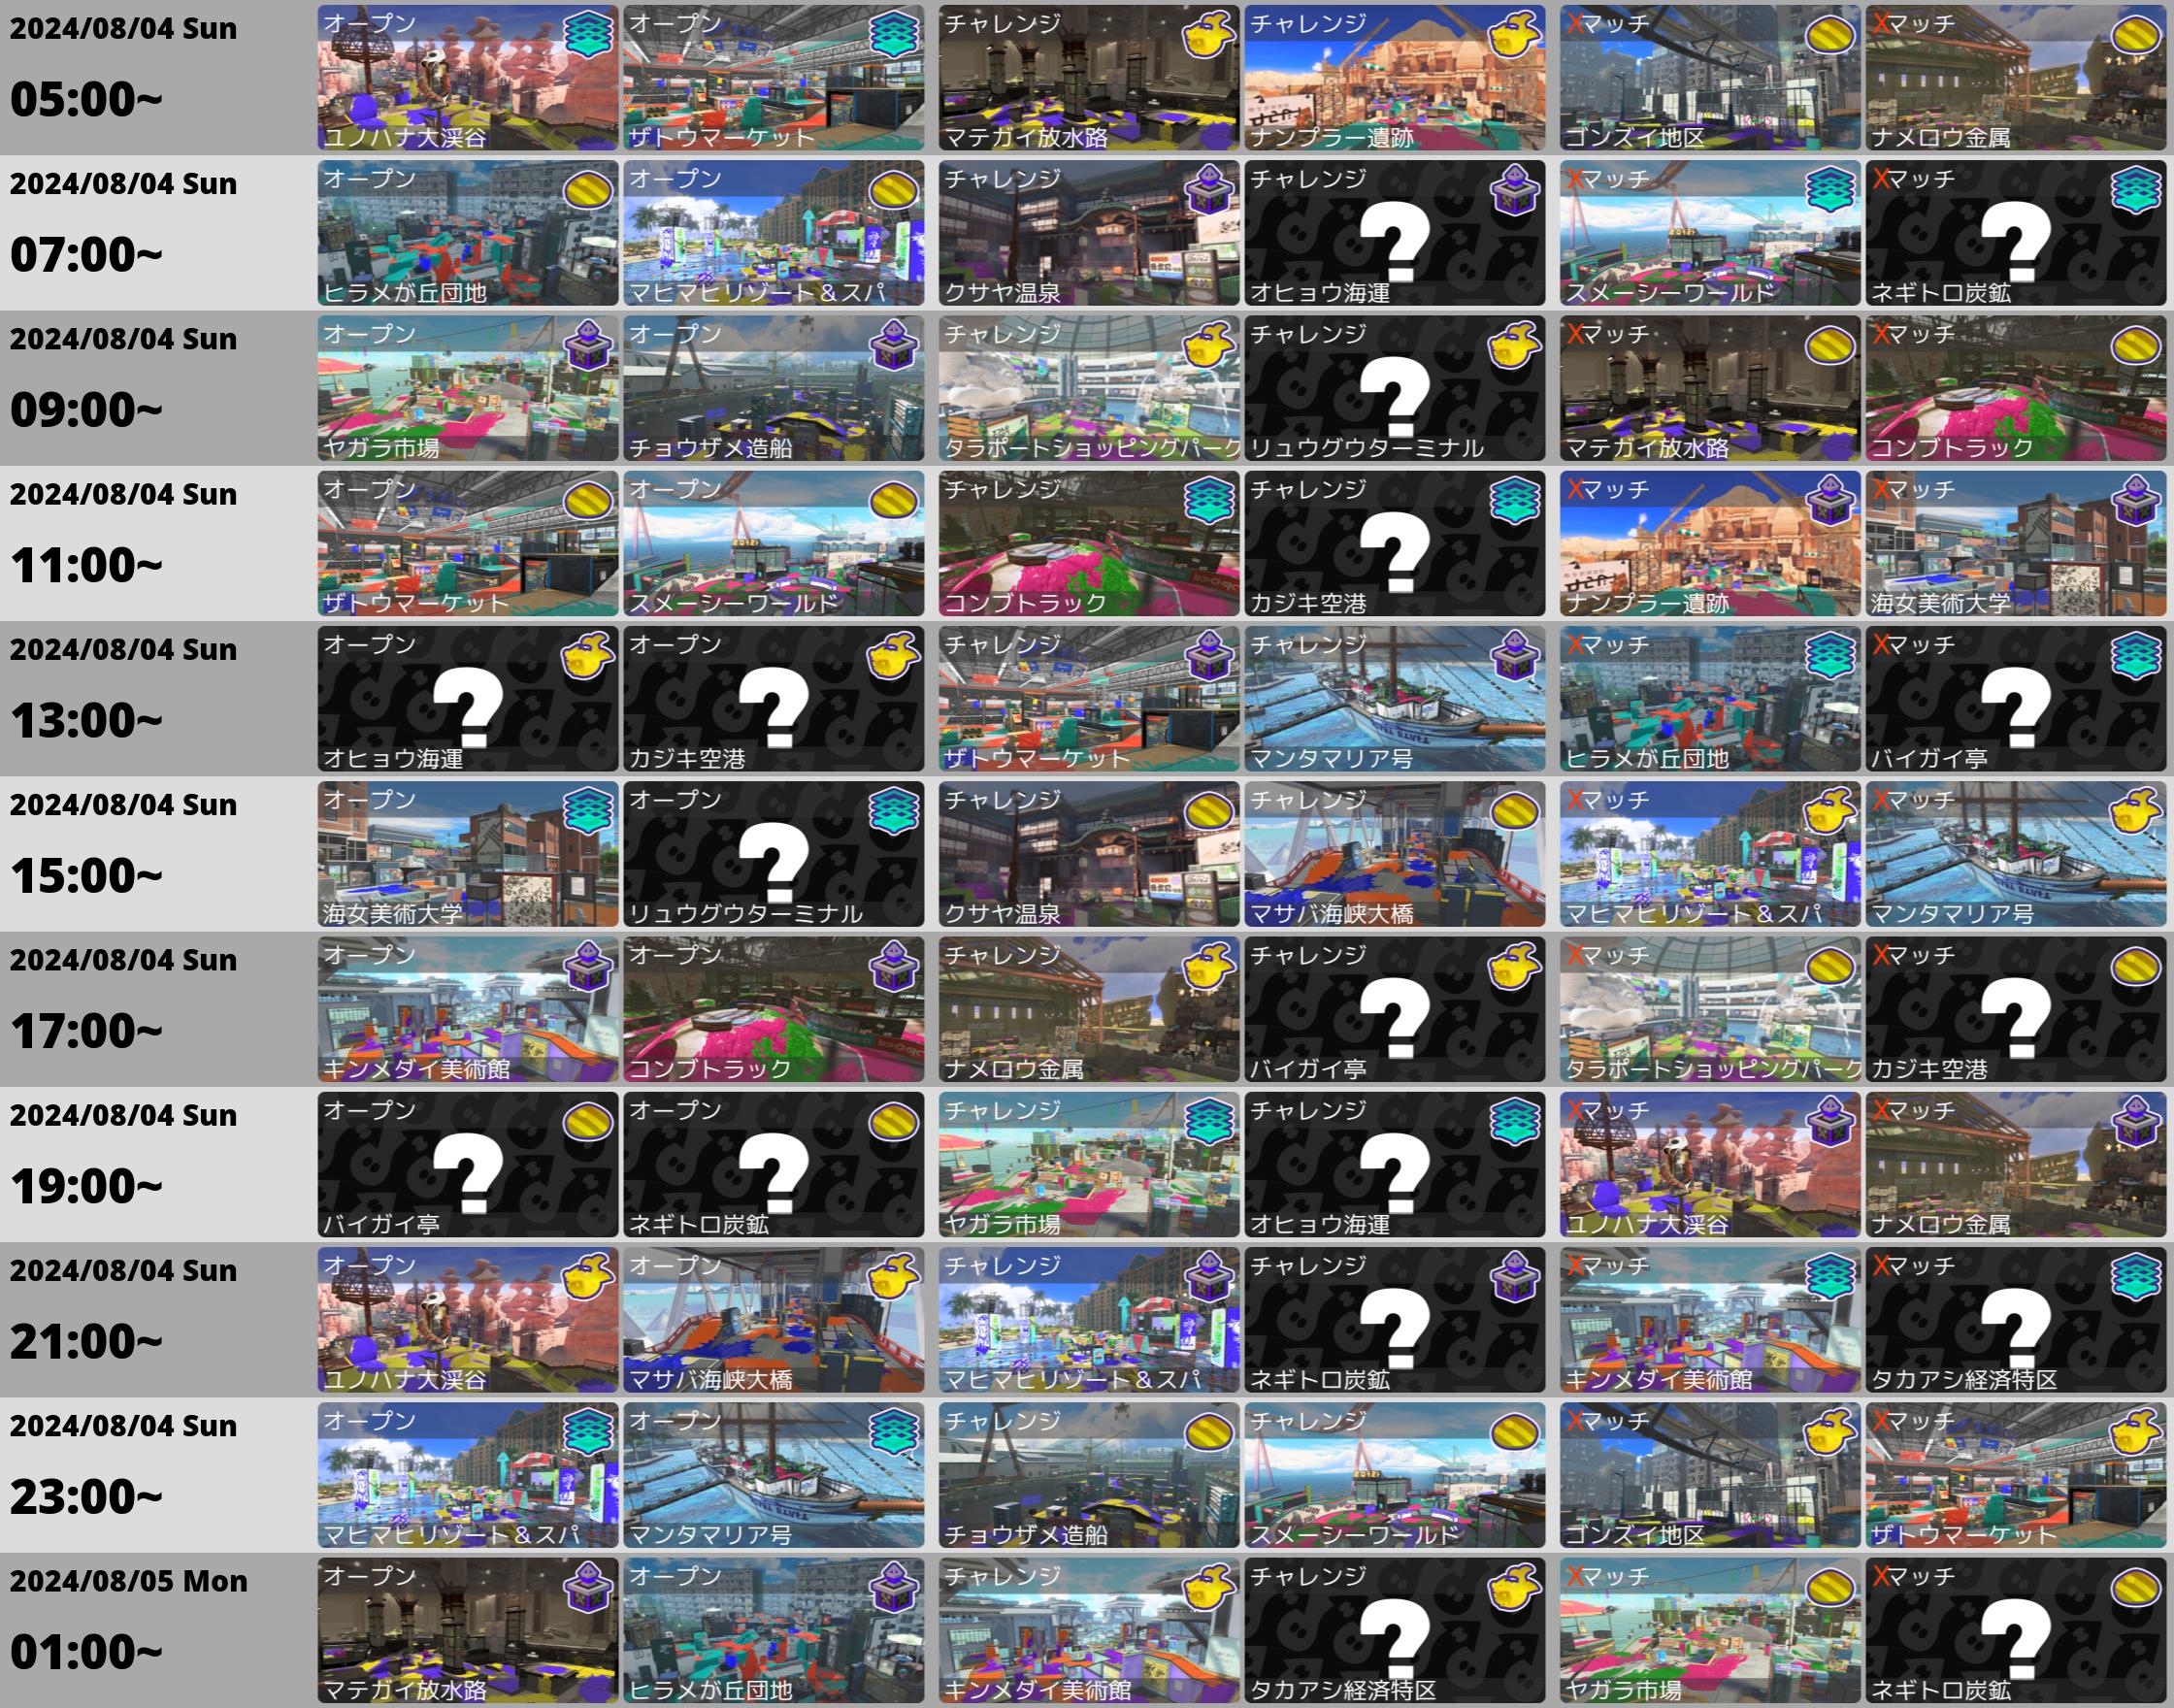 2024/08/04 Sun
05:00~
オープン オープン チャレンジ チャレンジ Xマッチ Xマッチ
ユノハナ大渓谷 ザトウマーケット マテガイ放水路 ナンプラー遺跡 ゴンズイ地区 ナメロウ金属
2024/08/04 Sun
07:00~
オープン オープン チャレンジ チャレンジ Xマッチ Xマッチ
ヒラメが丘団地 マヒマヒリゾート&スパ クサヤ温泉 オヒョウ海運 スメーシーワールド ネギトロ炭鉱
2024/08/04 Sun
09:00~
オープン オープン チャレンジ チャレンジ Xマッチ Xマッチ
ヤガラ市場 チョウザメ造船 タラポートショッピングパーク リュウグウターミナル マテガイ放水路 コンブトラック
2024/08/04 Sun
11:00~
オープン オープン チャレンジ チャレンジ Xマッチ Xマッチ
ザトウマーケット スメーシーワールド コンブトラック カジキ空港 ナンプラー遺跡 海女美術大学
2024/08/04 Sun
13:00~
オープン オープン チャレンジ チャレンジ Xマッチ Xマッチ
オヒョウ海運 カジキ空港 ザトウマーケット マンタマリア号 ヒラメが丘団地 バイガイ亭
2024/08/04 Sun
15:00~
オープン オープン チャレンジ チャレンジ Xマッチ Xマッチ
海女美術大学 リュウグウターミナル クサヤ温泉 マサバ海峡大橋 マヒマヒリゾート&スパ マンタマリア号
2024/08/04 Sun
17:00~
オープン オープン チャレンジ チャレンジ Xマッチ Xマッチ
キンメダイ美術館 コンブトラック ナメロウ金属 バイガイ亭 タラポートショッピングパーク カジキ空港
2024/08/04 Sun
19:00~
オープン オープン チャレンジ チャレンジ Xマッチ Xマッチ
バイガイ亭 ネギトロ炭鉱 ヤガラ市場 オヒョウ海運 ユノハナ大渓谷 ナメロウ金属
2024/08/04 Sun
21:00~
オープン オープン チャレンジ チャレンジ Xマッチ Xマッチ
ユノハナ大渓谷 マサバ海峡大橋 マヒマヒリゾート&スパ ネギトロ炭鉱 キンメダイ美術館 タカアシ経済特区
2024/08/04 Sun
23:00~
オープン オープン チャレンジ チャレンジ Xマッチ Xマッチ
マヒマヒリゾート&スパ マンタマリア号 チョウザメ造船 スメーシーワールド ゴンズイ地区 ザトウマーケット
2024/08/05 Mon
01:00~
オープン オープン チャレンジ チャレンジ Xマッチ Xマッチ
マテガイ放水路 ヒラメが丘団地 キンメダイ美術館 タカアシ経済特区 ヤガラ市場 ネギトロ炭鉱